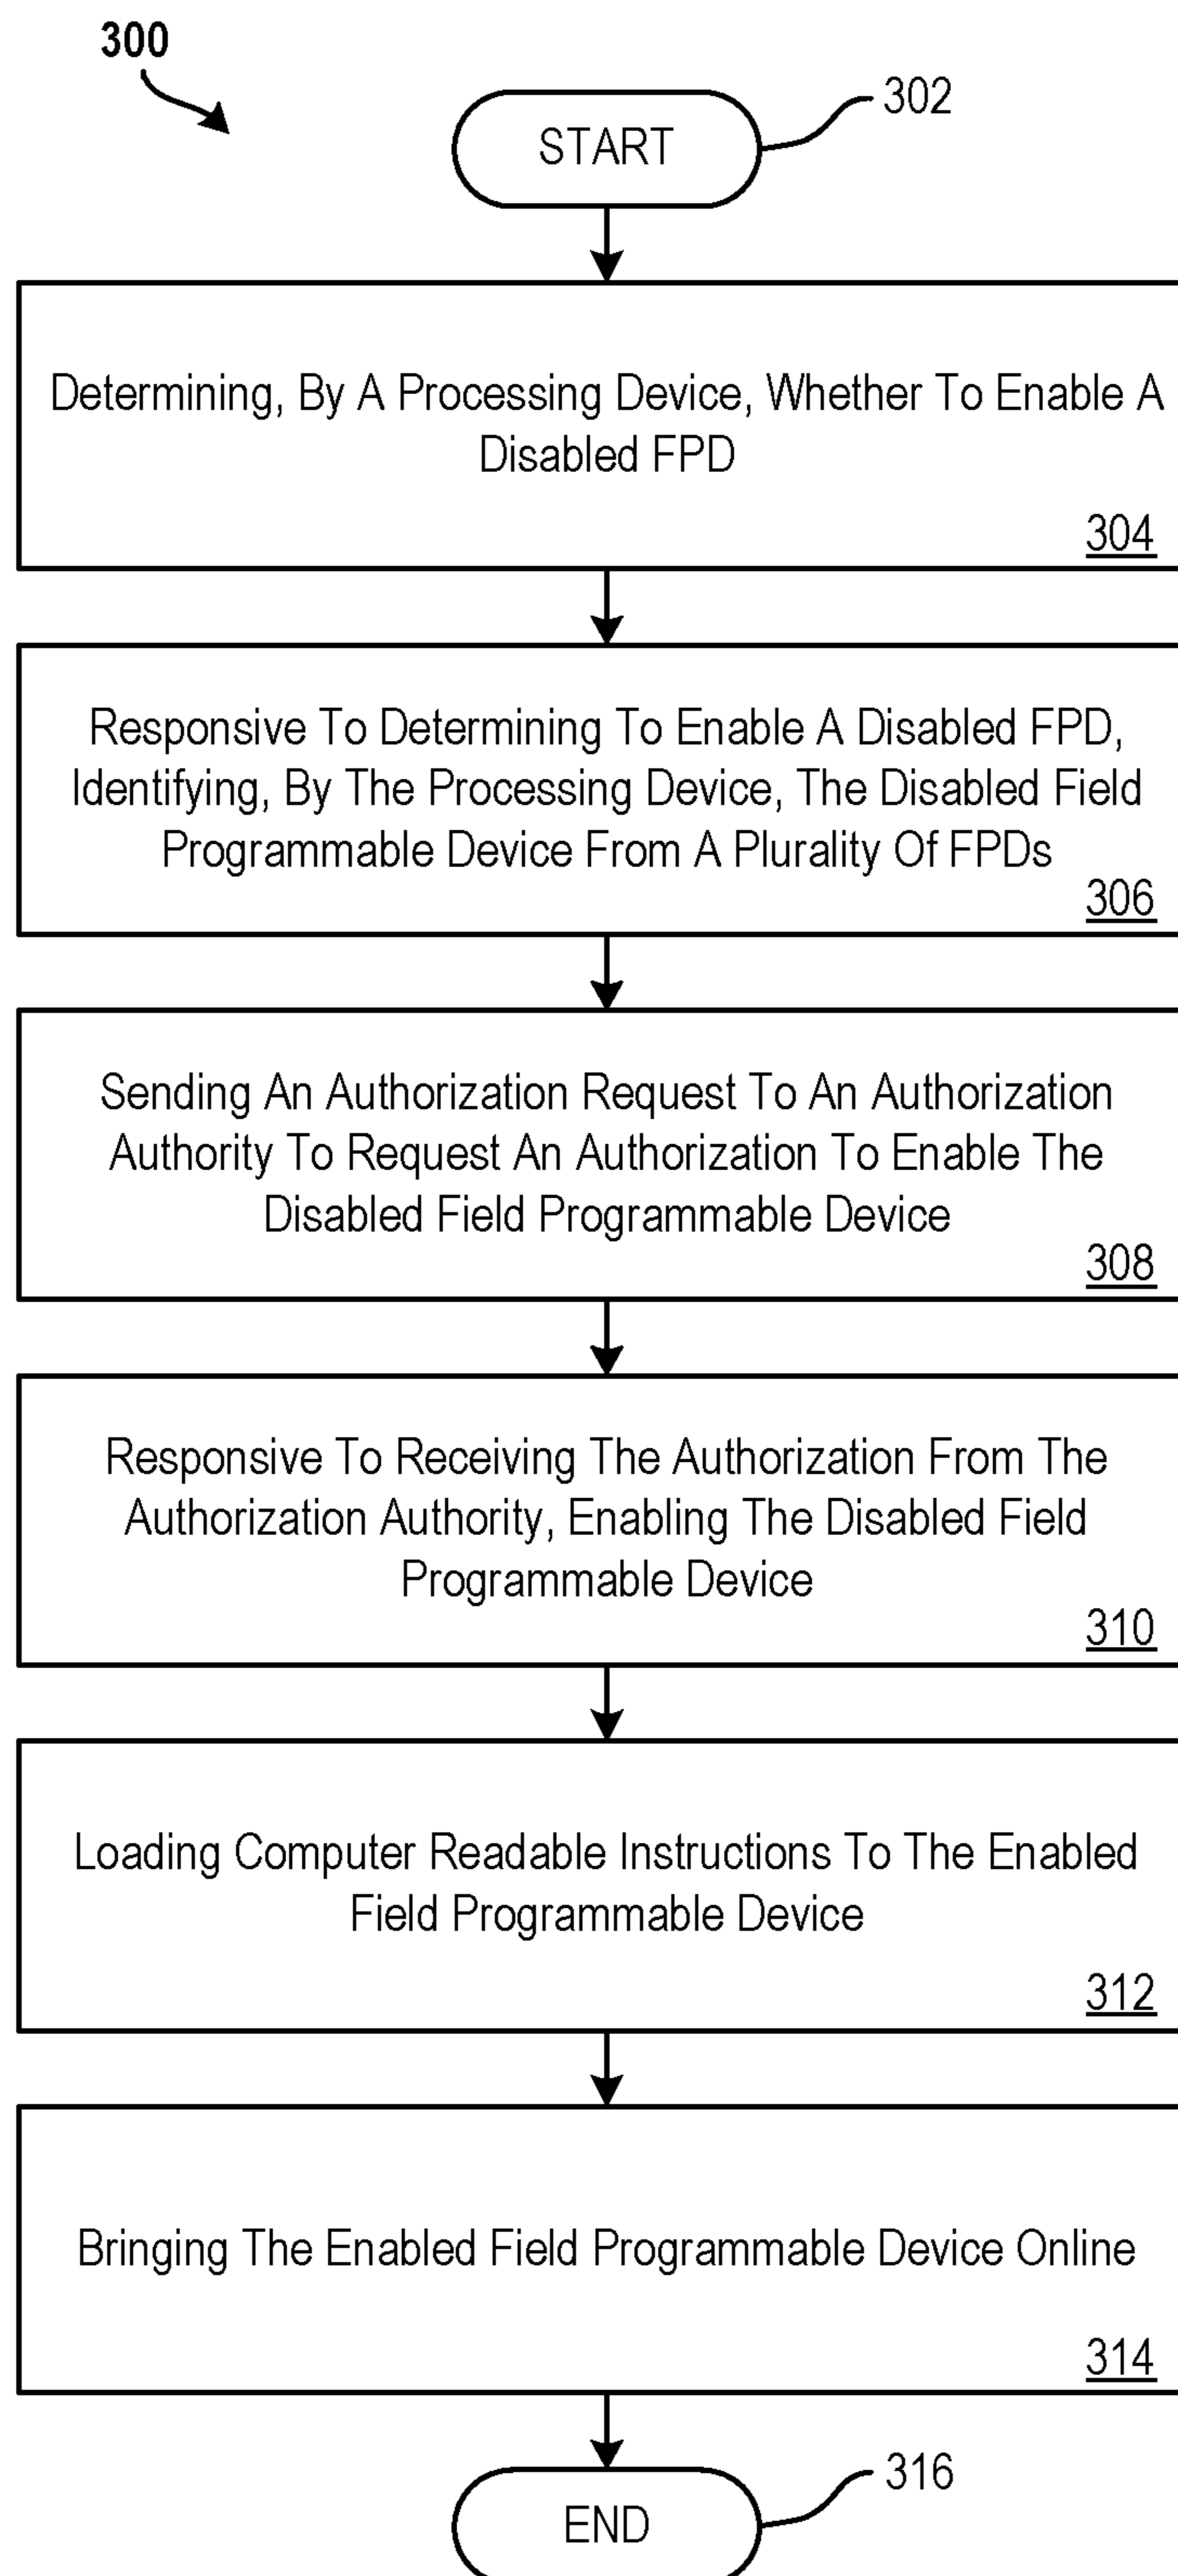 300
302
START
Determining, By A Processing Device, Whether To Enable A
Disabled FPD
304
Responsive To Determining To Enable A Disabled FPD,
Identifying, By The Processing Device, The Disabled Field
Programmable Device From A Plurality Of FPDs
306
Sending An Authorization Request To An Authorization
Authority To Request An Authorization To Enable The
Disabled Field Programmable Device
308
Responsive To Receiving The Authorization From The
Authorization Authority, Enabling The Disabled Field
Programmable Device
310
Loading Computer Readable Instructions To The Enabled
Field Programmable Device
312
Bringing The Enabled Field Programmable Device Online
314
316
END